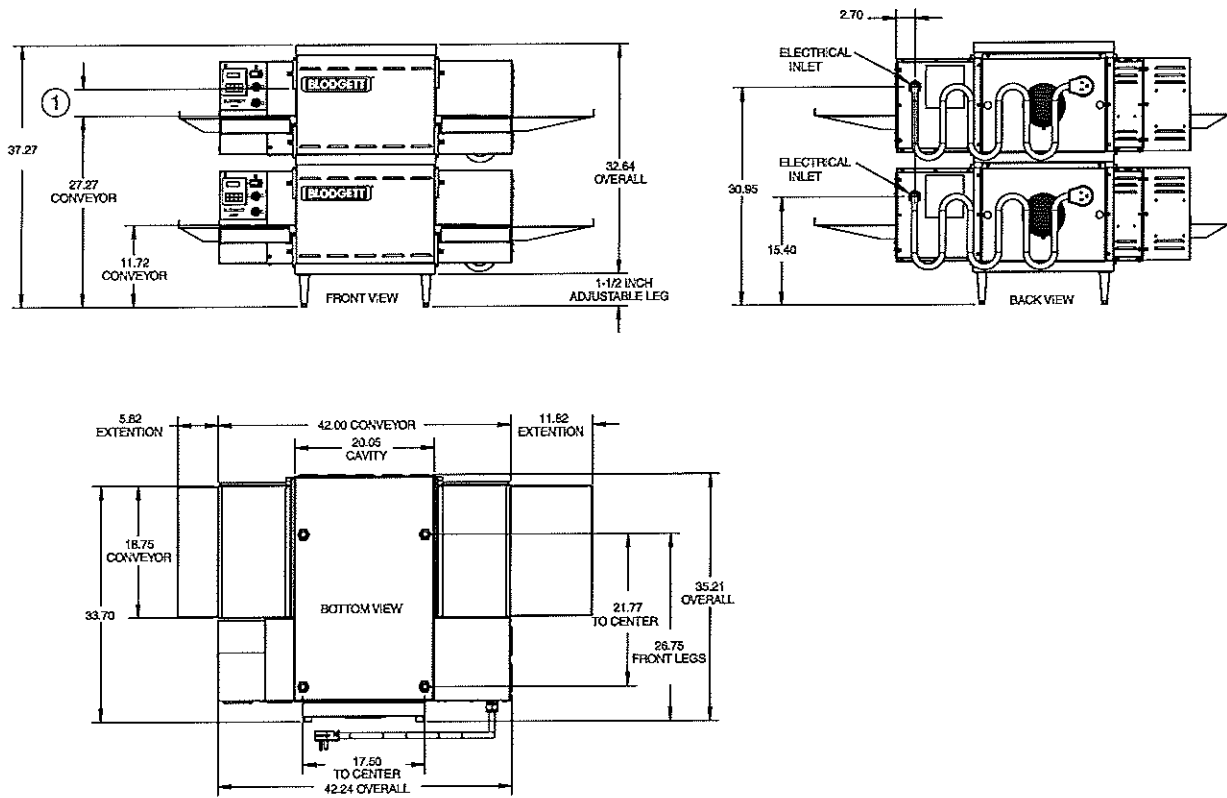 2.70
ELECTRICAL
INLET
BLODGETT
1
37.27
27.27
CONVEYOR
32.64
OVERALL
ELECTRICAL
INLET
BLODGETT
30.95
15.40
11.72
CONVEYOR
FRONT VIEW
1-1/2 INCH
ADJUSTABLE LEG
BACK VIEW
5.82
EXTENTION
42.00 CONVEYOR
11.82
EXTENTION
20.05
CAVITY
18.75
CONVEYOR
33.70
BOTTOM VIEW
21.77
TO CENTER
35.21
OVERALL
26.75
FRONT LEGS
17.50
TO CENTER
42.24 OVERALL